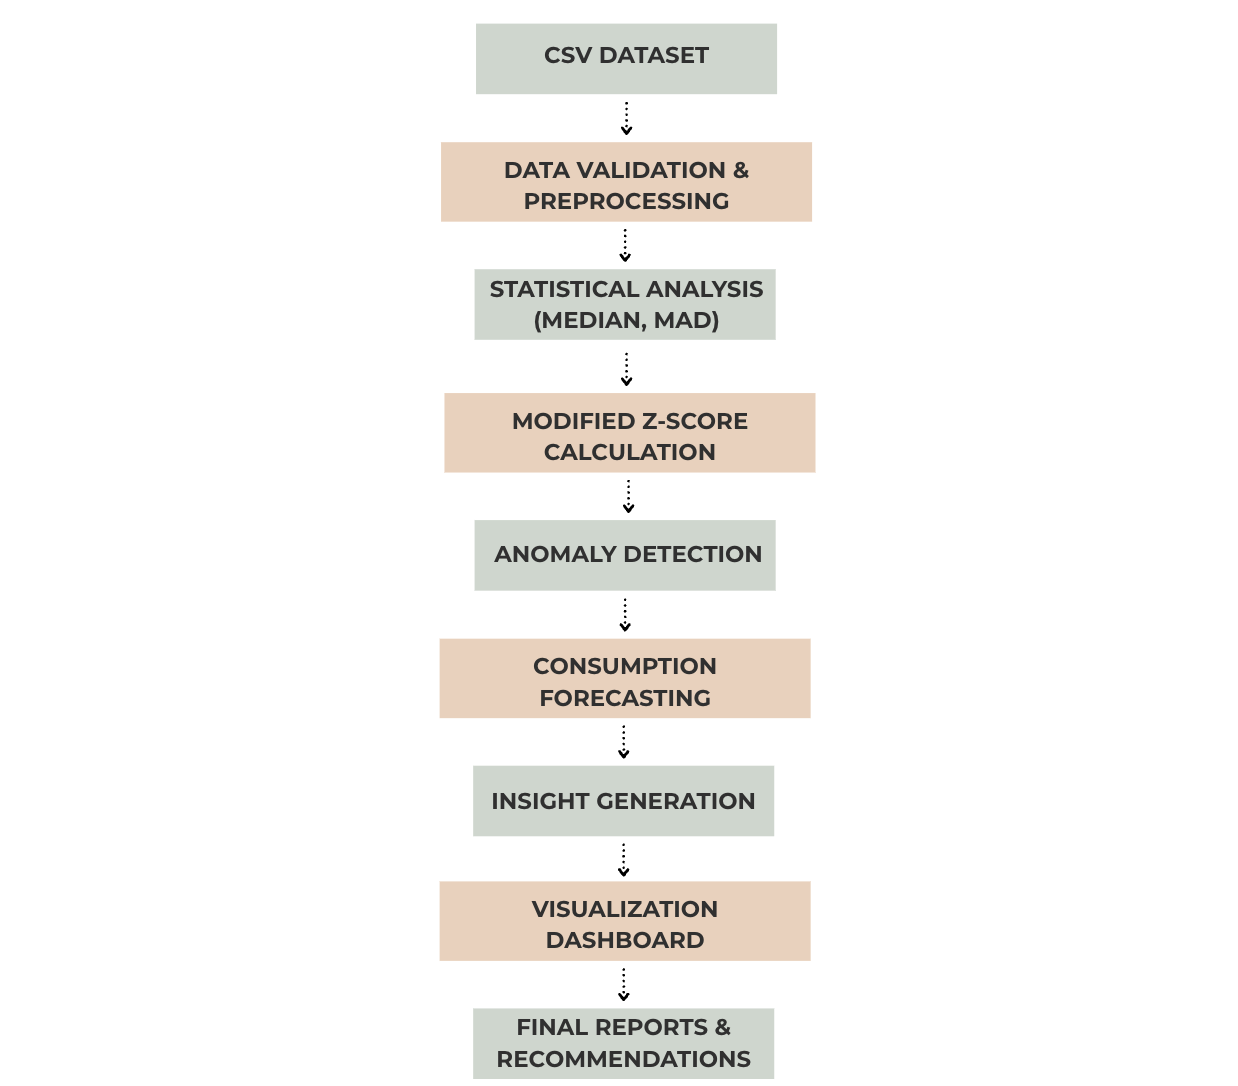 CSV DATASET
DATA VALIDATION &
PREPROCESSING
STATISTICAL ANALYSIS
(MEDIAN, MAD)
MODIFIED Z-SCORE
CALCULATION
ANOMALY DETECTION
CONSUMPTION
FORECASTING
INSIGHT GENERATION
VISUALIZATION
DASHBOARD
FINAL REPORTS &
RECOMMENDATIONS